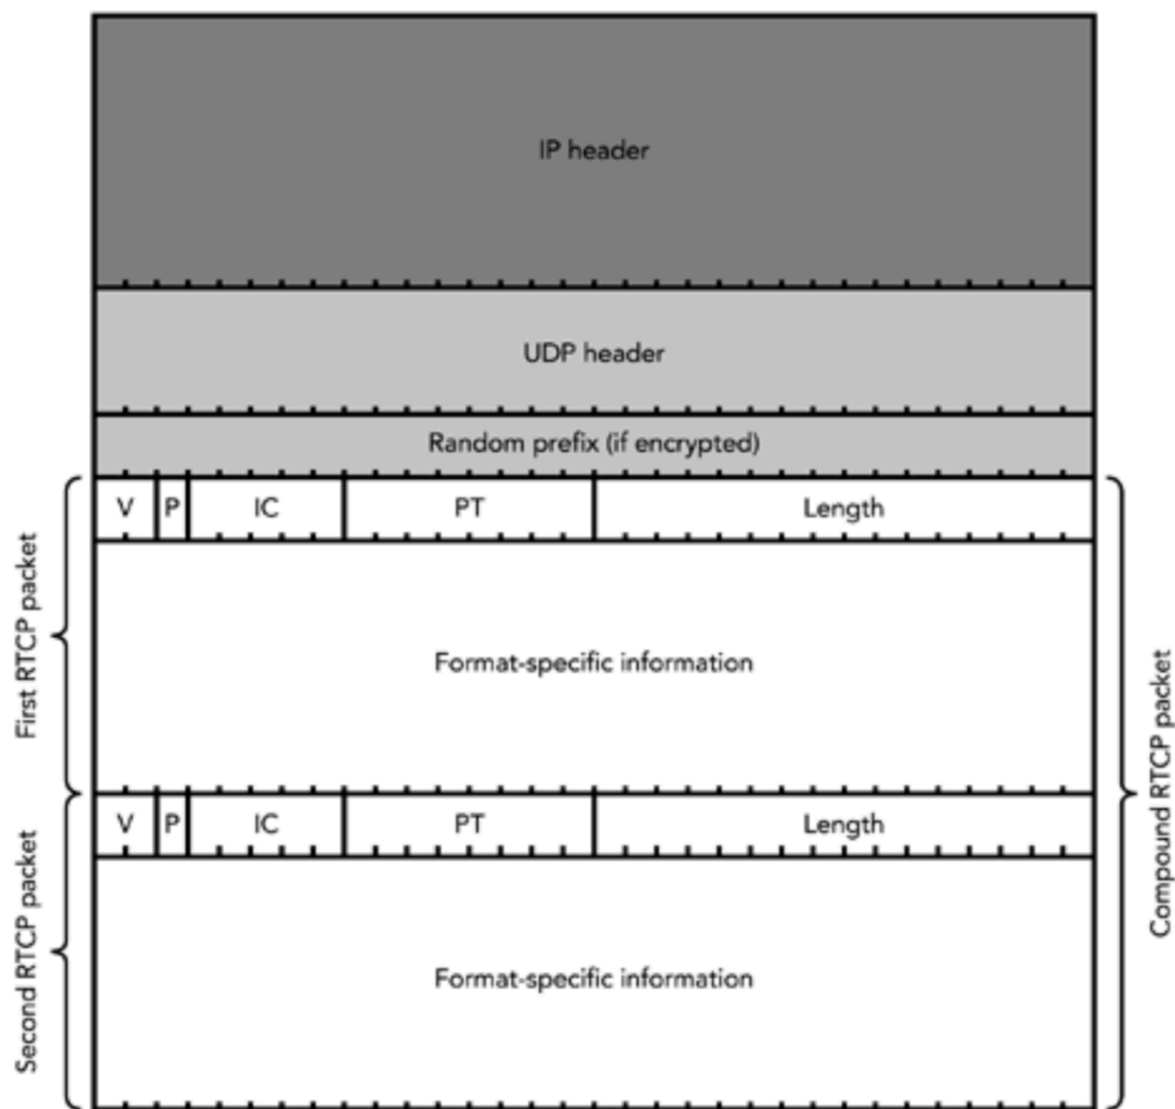 IP header
UDP header
Random prefix (if encrypted)
V P IC PT Length
First RTCP packet
Format-specific information
V P IC PT Length
Second RTCP packet
Format-specific information
Compound RTCP packet